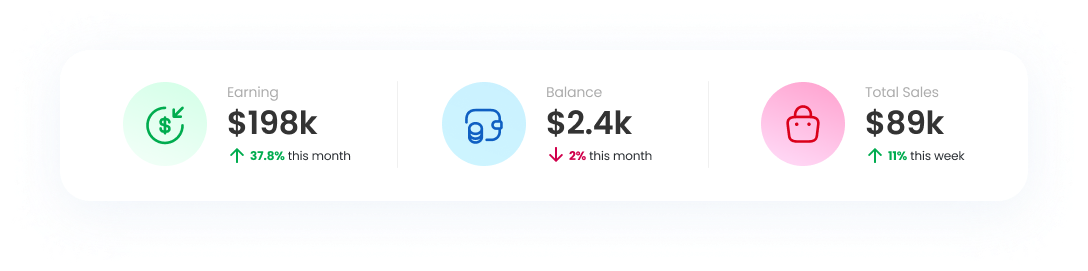 Earning
$198k
37.8% this month
Balance
$2.4k
2% this month
Total Sales
$89k
11% this week